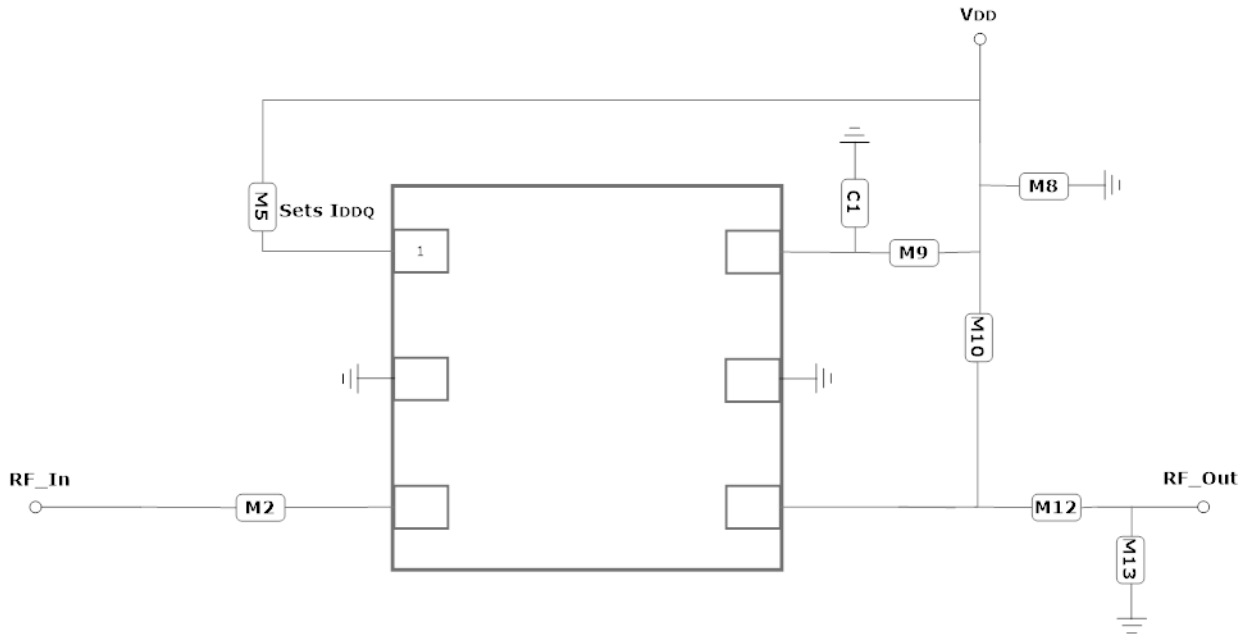 VDD
M5
Sets IDDQ
C1
M8
1
M9
M10
RF_In
M2
M12
RF_Out
M13